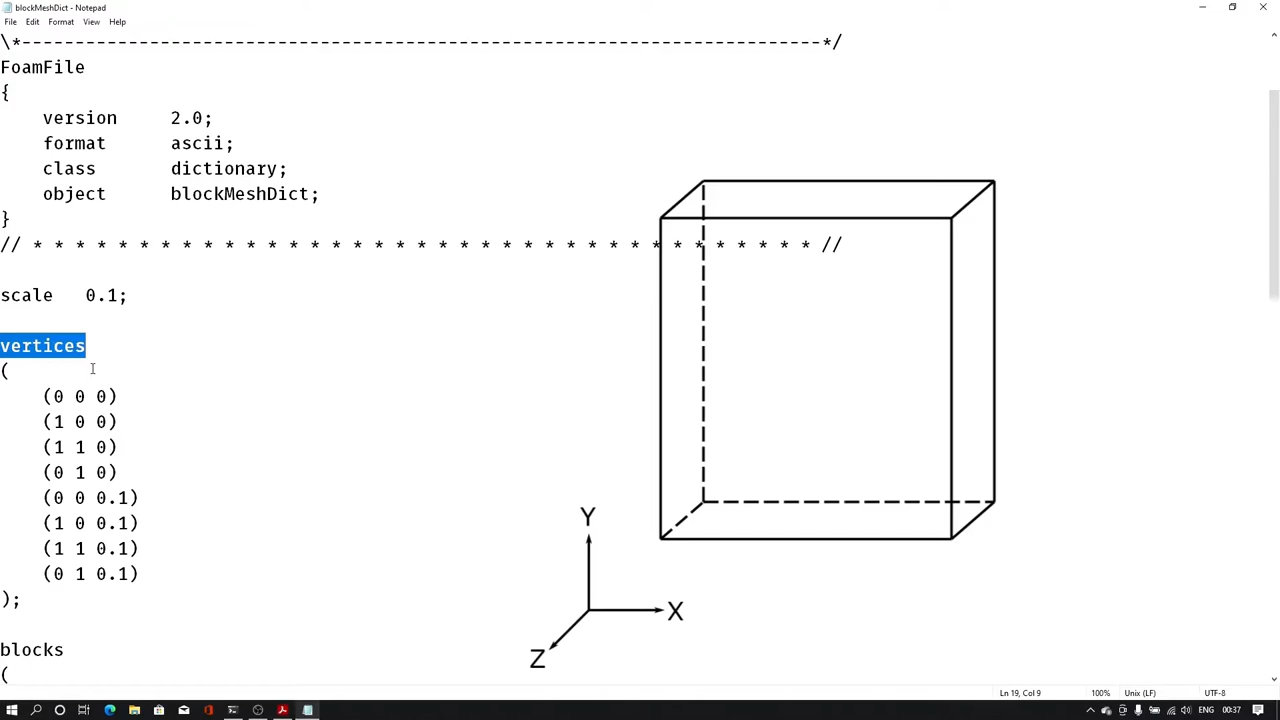 blockMeshDict - Notepad
File Edit Format View Help
\*---------------------------------------------------------------------------*/
FoamFile
{
    version     2.0;
    format      ascii;
    class       dictionary;
    object      blockMeshDict;
}
// * * * * * * * * * * * * * * * * * * * * * * * * * * * * * * * * * * * * * //
scale   0.1;
vertices
(
    (0 0 0)
    (1 0 0)
    (1 1 0)
    (0 1 0)
    (0 0 0.1)
    (1 0 0.1)
    (1 1 0.1)
    (0 1 0.1)
);
blocks
(
Y
X
Z
Ln 19, Col 9
100%
Unix (LF)
UTF-8
ENG
00:37